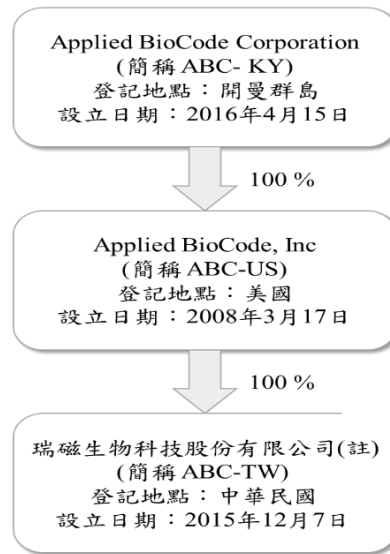 Applied BioCode Corporation
(簡稱 ABC- KY)
登記地點：開曼群島
設立日期：2016年4月15日
100 %
Applied BioCode, Inc
(簡稱 ABC-US)
登記地點：美國
設立日期：2008年3月17日
100 %
瑞磁生物科技股份有限公司(註)
(簡稱 ABC-TW)
登記地點：中華民國
設立日期：2015年12月7日